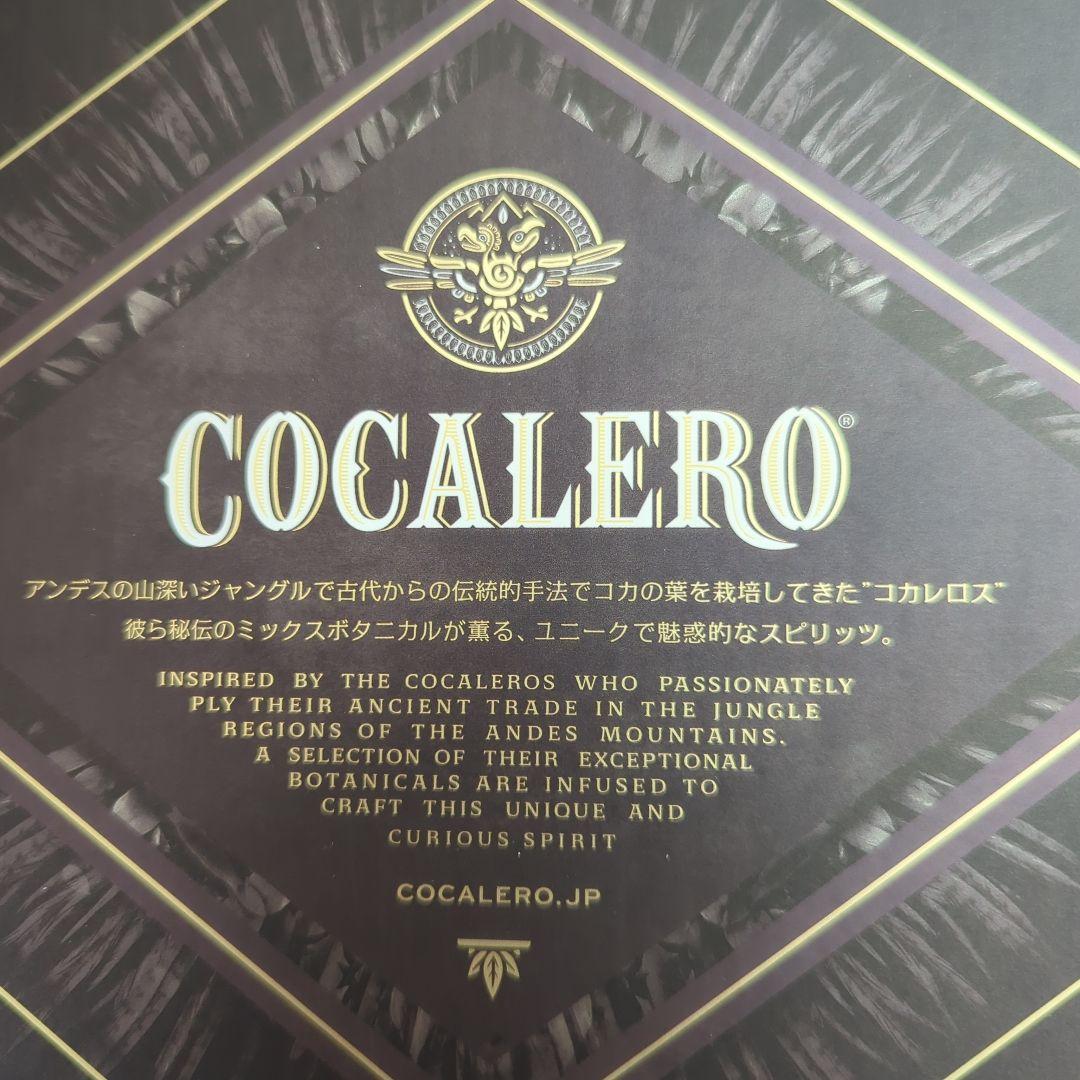 COCALERO®
アンデスの山深いジャングルで古代からの伝統的手法でコカの葉を栽培してきた"コカレロズ"
彼ら秘伝のミックスボタニカルが薫る、ユニークで魅惑的なスピリッツ。
INSPIRED BY THE COCALEROS WHO PASSIONATELY
PLY THEIR ANCIENT TRADE IN THE JUNGLE
REGIONS OF THE ANDES MOUNTAINS.
A SELECTION OF THEIR EXCEPTIONAL
BOTANICALS ARE INFUSED TO
CRAFT THIS UNIQUE AND
CURIOUS SPIRIT
COCALERO.JP